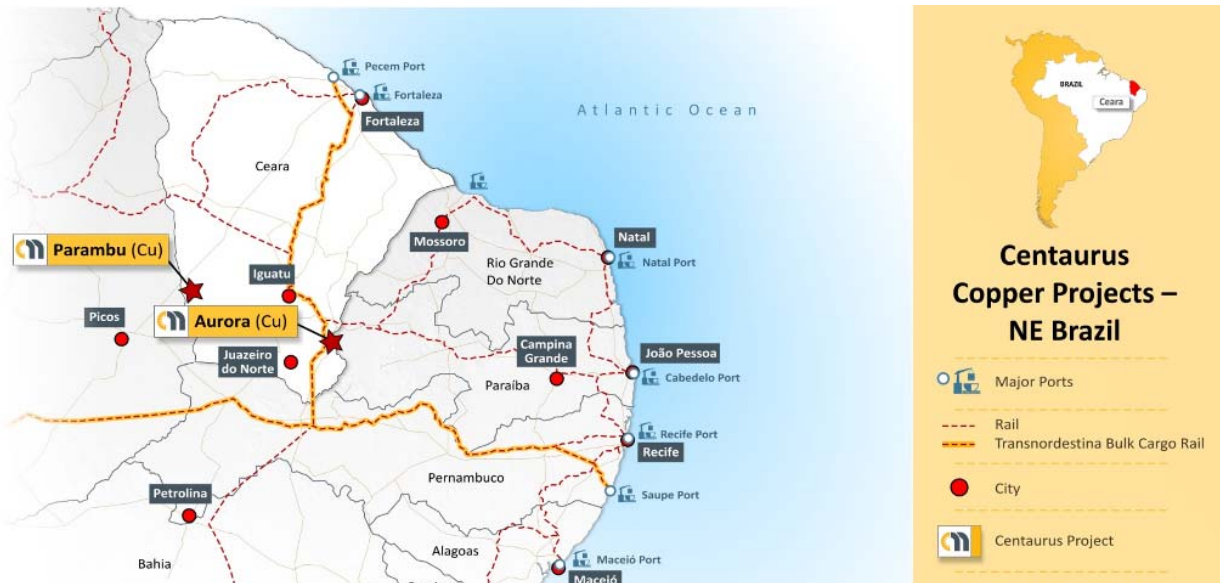 Pecem Port
Fortaleza
Fortaleza
Atlantic Ocean
Ceara
Parambu (Cu)
Mossoro
Natal
Rio Grande
Do Norte
Natal Port
Iguatu
Picos
Aurora (Cu)
Juazeiro
do Norte
Campina
Grande
João Pessoa
Cabedelo Port
Paraíba
Recife Port
Recife
Pernambuco
Saupe Port
Petrolina
Alagoas
Bahia
Maceió Port
Maceió
BRAZIL
Ceara
Centaurus
Copper Projects –
NE Brazil
Major Ports
Rail
Transnordestina Bulk Cargo Rail
City
Centaurus Project